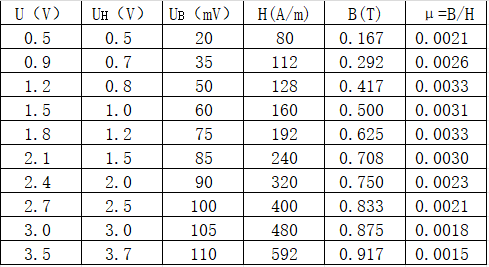 U（V） UH（V） UB（mV） H(A/m) B(T) μ=B/H
0.5 0.5 20 80 0.167 0.0021
0.9 0.7 35 112 0.292 0.0026
1.2 0.8 50 128 0.417 0.0033
1.5 1.0 60 160 0.500 0.0031
1.8 1.2 75 192 0.625 0.0033
2.1 1.5 85 240 0.708 0.0030
2.4 2.0 90 320 0.750 0.0023
2.7 2.5 100 400 0.833 0.0021
3.0 3.0 105 480 0.875 0.0018
3.5 3.7 110 592 0.917 0.0015